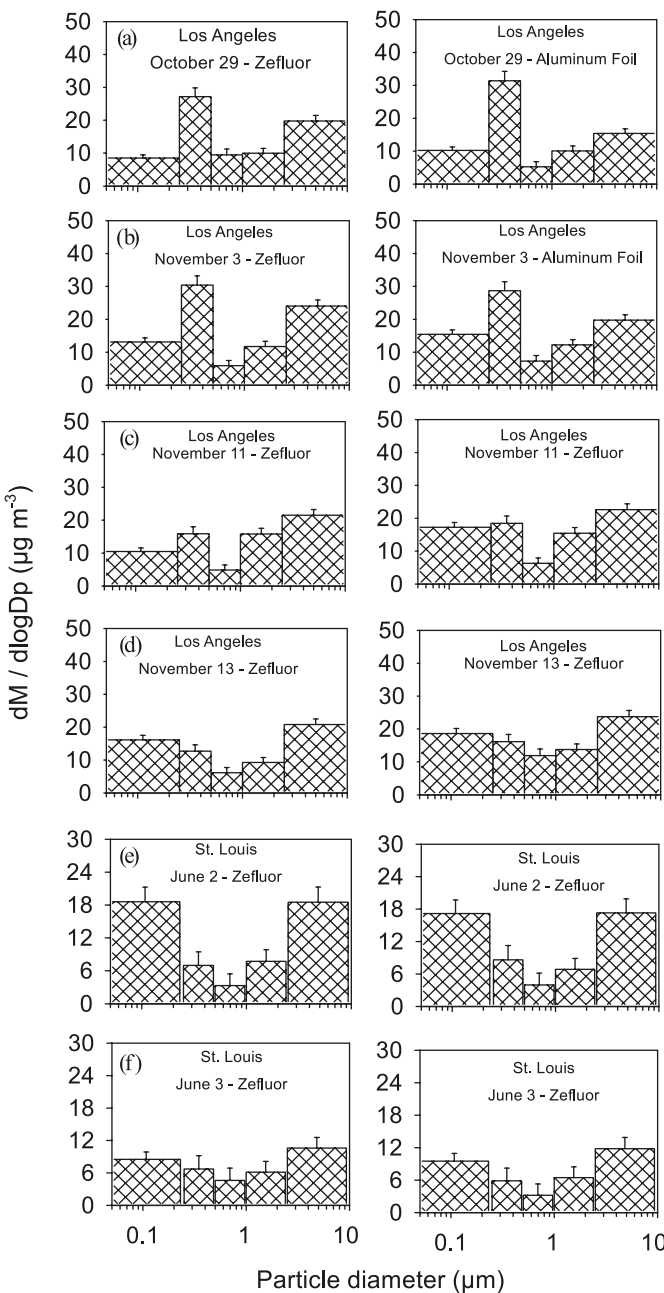 (a)
Los Angeles
October 29 - Zefluor
50
40
30
20
10
0
Los Angeles
October 29 - Aluminum Foil
50
40
30
20
10
0
(b)
Los Angeles
November 3 - Zefluor
50
40
30
20
10
0
Los Angeles
November 3 - Aluminum Foil
50
40
30
20
10
0
(c)
Los Angeles
November 11 - Zefluor
50
40
30
20
10
0
Los Angeles
November 11 - Zefluor
50
40
30
20
10
0
(d)
Los Angeles
November 13 - Zefluor
50
40
30
20
10
0
Los Angeles
November 13 - Zefluor
50
40
30
20
10
0
(e)
St. Louis
June 2 - Zefluor
30
24
18
12
6
0
St. Louis
June 2 - Zefluor
30
24
18
12
6
0
(f)
St. Louis
June 3 - Zefluor
30
24
18
12
6
0
St. Louis
June 3 - Zefluor
30
24
18
12
6
0
0.1 1 10
0.1 1 10
dM / dlogDp (µg m⁻³)
Particle diameter (µm)